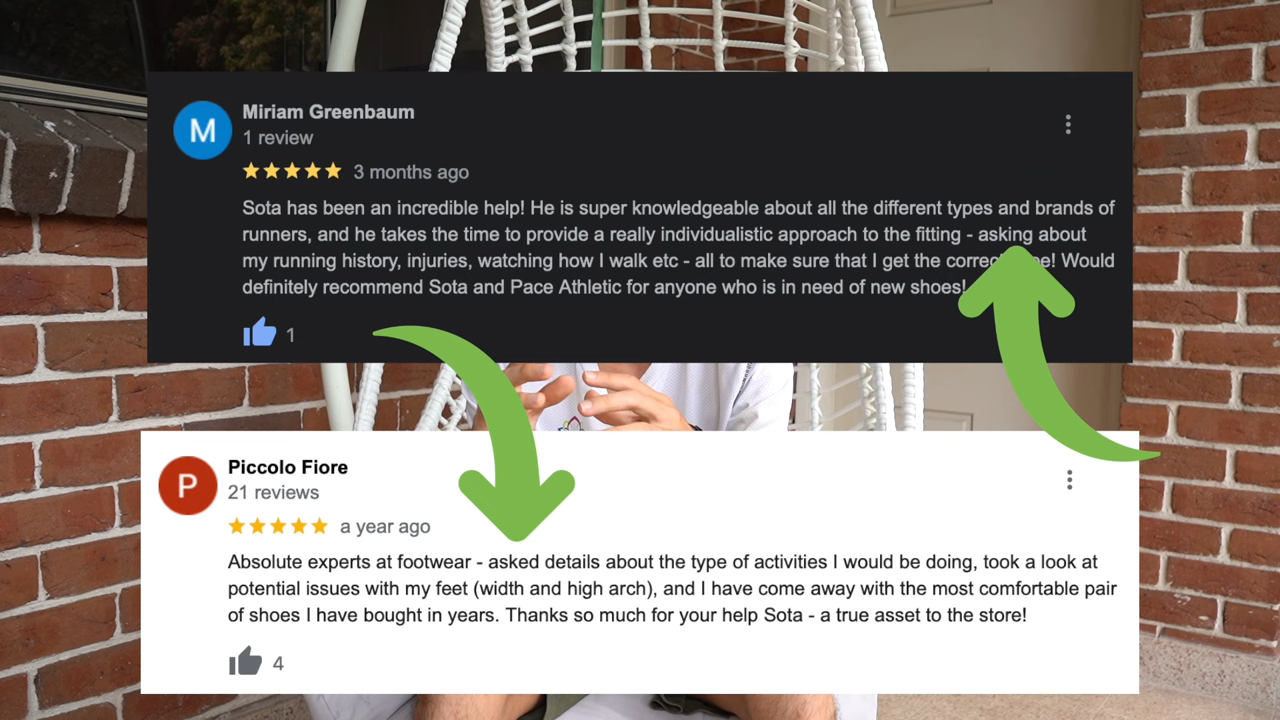 M
Miriam Greenbaum
1 review
3 months ago
Sota has been an incredible help! He is super knowledgeable about all the different types and brands of
runners, and he takes the time to provide a really individualistic approach to the fitting - asking about
my running history, injuries, watching how I walk etc - all to make sure that I get the Would
definitely recommend Sota and Pace Athletic for anyone who is in need of new shoes!
1
P
Piccolo Fiore
21 reviews
a year ago
Absolute experts at footwear - asked details about the type of activities I would be doing, took a look at
potential issues with my feet (width and high arch), and I have come away with the most comfortable pair
of shoes I have bought in years. Thanks so much for your help Sota - a true asset to the store!
4